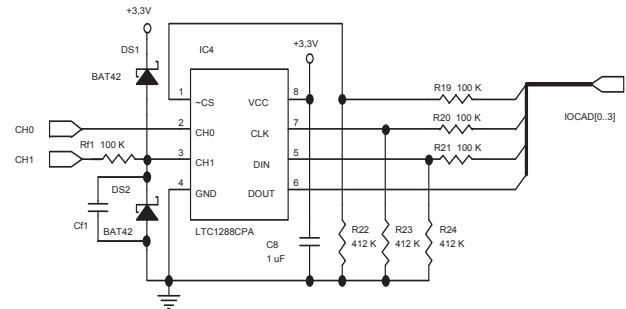 +3,3V
DS1
IC4
+3,3V
BAT42
1
~CS
VCC
8
R19 100 K
CH0
2
CH0
CLK
7
R20 100 K
IOCAD[0..3]
CH1
Rf1 100 K
3
CH1
DIN
5
R21 100 K
DS2
4
GND
DOUT
6
Cf1
BAT42
LTC1288CPA
C8
1 uF
R22
412 K
R23
412 K
R24
412 K